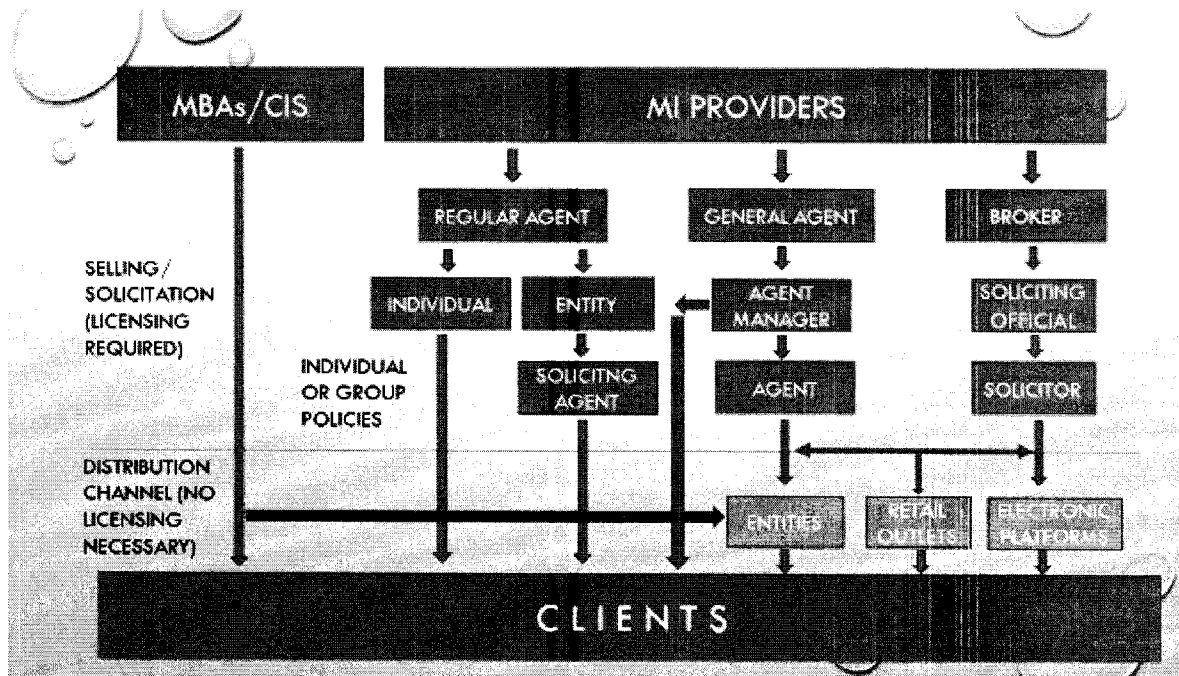 MBAs/CIS
MI PROVIDERS
REGULAR AGENT
GENERAL AGENT
BROKER
SELLING/
SOLICITATION
(LICENSING
REQUIRED)
INDIVIDUAL
ENTITY
AGENT
MANAGER
SOLICITING
OFFICIAL
INDIVIDUAL
OR GROUP
POLICIES
SOLICITNG
AGENT
AGENT
SOLICITOR
DISTRIBUTION
CHANNEL (NO
LICENSING
NECESSARY)
ENTITIES
RETAIL
OUTLETS
ELECTRONIC
PLATFORMS
CLIENTS